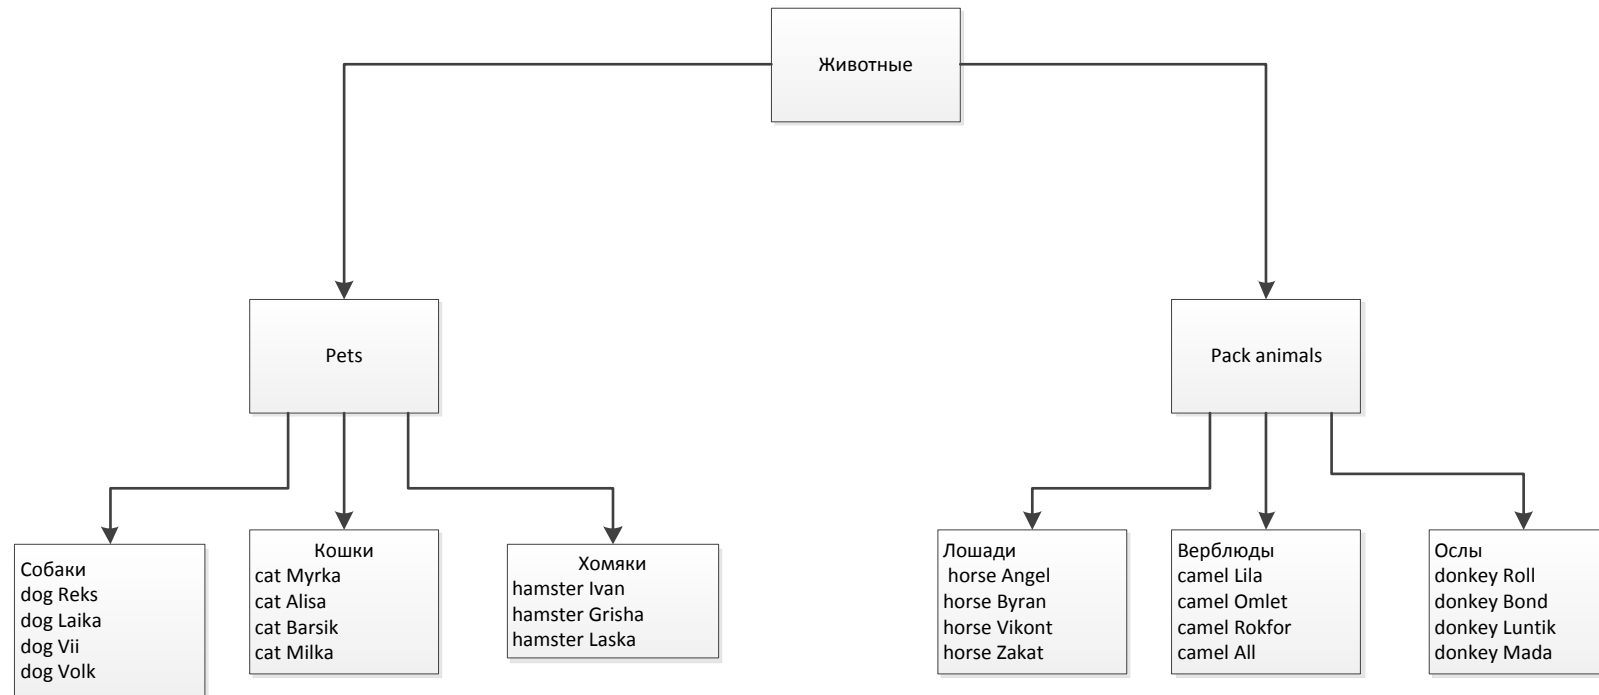 Животные
Pets
Pack animals
Собаки
dog Reks
dog Laika
dog Vii
dog Volk
Кошки
cat Myrka
cat Alisa
cat Barsik
cat Milka
Хомяки
hamster Ivan
hamster Grisha
hamster Laska
Лошади
horse Angel
horse Byran
horse Vikont
horse Zakat
Верблюды
camel Lila
camel Omlet
camel Rokfor
camel All
Ослы
donkey Roll
donkey Bond
donkey Luntik
donkey Mada